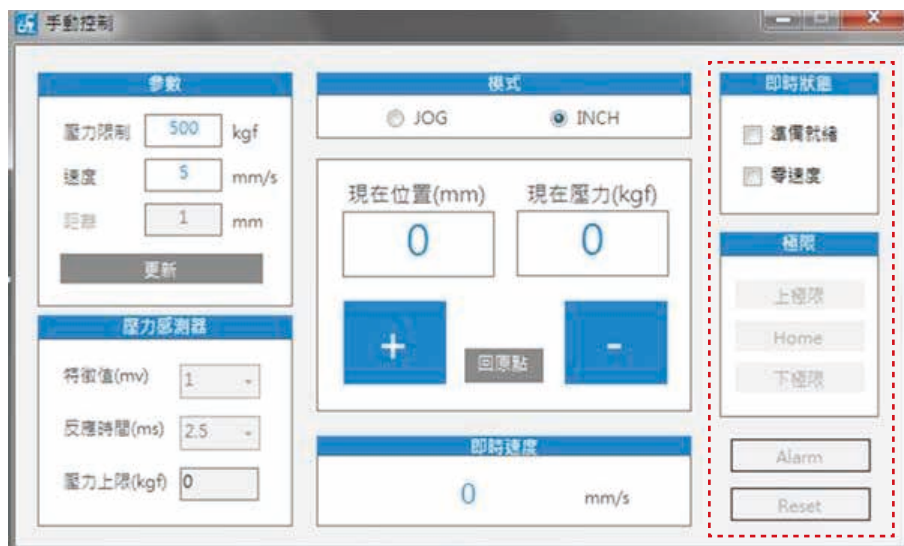 手動控制
參數
壓力限制 500 kgf
速度 5 mm/s
距離 1 mm
更新
壓力感測器
特徵值(mv) 1
反應時間(ms) 2.5
壓力上限(kgf) 0
模式
JOG INCH
現在位置(mm) 現在壓力(kgf)
0 0
+ 回原點 -
即時速度
0 mm/s
即時狀態
準備就緒
零速度
極限
上極限
Home
下極限
Alarm
Reset